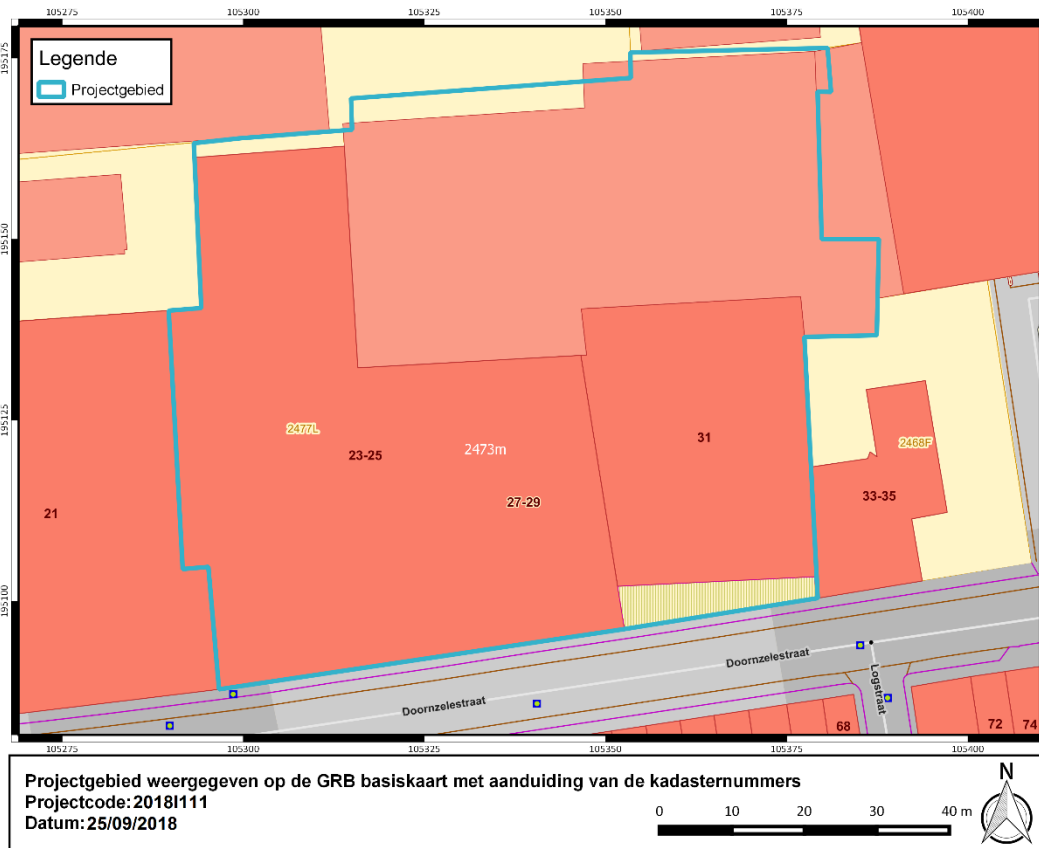 105275 105300 105325 105350 105375 105400
195175
Legende
Projectgebied
195150
195125
2477L
23-25
2473m
31
2468F
33-35
27-29
21
195100
Doornzelestraat
Doornzelestraat
Logstraat
68
72
74
105275 105300 105325 105350 105375 105400
Projectgebied weergegeven op de GRB basiskaart met aanduiding van de kadasternummers
Projectcode: 2018I111
Datum: 25/09/2018
0 10 20 30 40 m
N